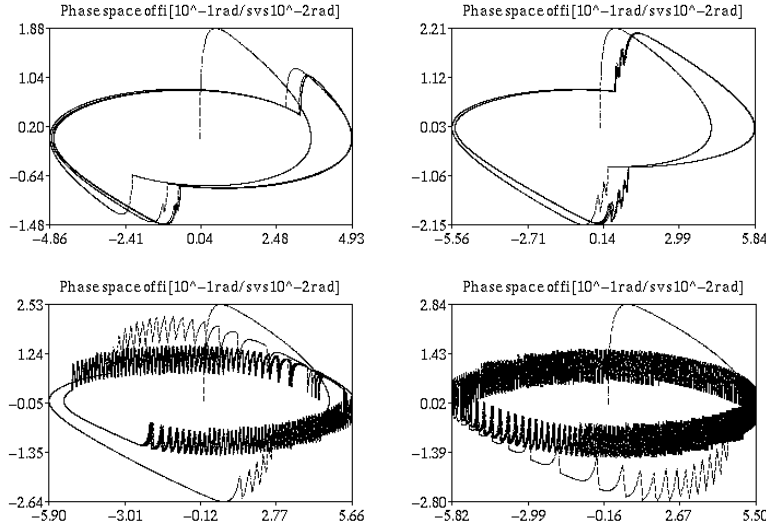 Phase space of fi [10^-1rad/s vs 10^-2rad]
Phase space of fi [10^-1rad/s vs 10^-2rad]
1.88
1.04
0.20
-0.64
-1.48
-4.86 -2.41 0.04 2.48 4.93
2.21
1.12
0.03
-1.06
-2.15
-5.56 -2.71 0.14 2.99 5.84
Phase space of fi [10^-1rad/s vs 10^-2rad]
Phase space of fi [10^-1rad/s vs 10^-2rad]
2.53
1.24
-0.05
-1.35
-2.64
-5.90 -3.01 -0.12 2.77 5.66
2.84
1.43
0.02
-1.39
-2.80
-5.82 -2.99 -0.16 2.67 5.50